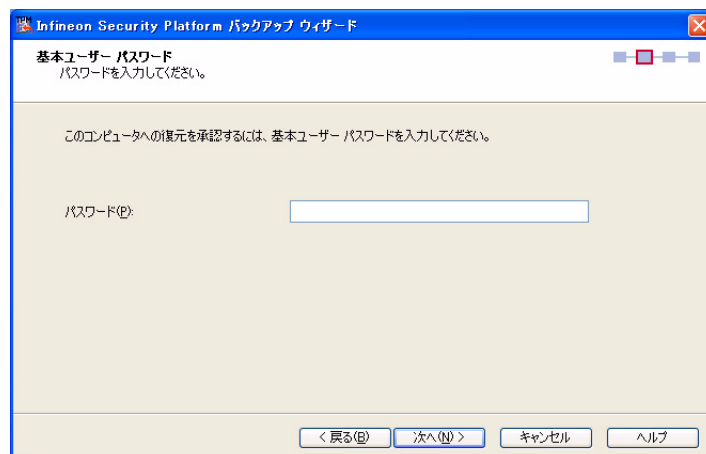 TPM
Infineon Security Platform バックアップ ウィザード
基本ユーザー パスワード
パスワードを入力してください。
このコンピュータへの復元を承認するには、基本ユーザー パスワードを入力してください。
パスワード(P):
< 戻る(B)
次へ(N) >
キャンセル
ヘルプ